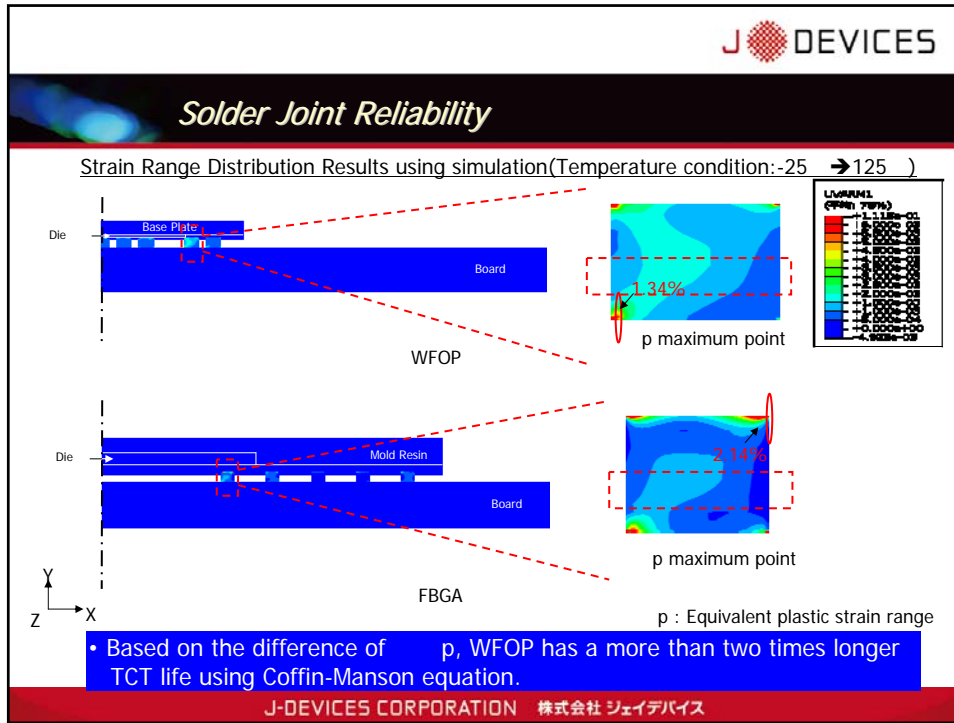 J DEVICES
Solder Joint Reliability
Strain Range Distribution Results using simulation(Temperature condition:-25 ➔125 )
Die
Base Plate
Board
WFOP
1.34%
p maximum point
Die
Mold Resin
Board
FBGA
2.14%
p maximum point
Y
Z
X
p : Equivalent plastic strain range
• Based on the difference of p, WFOP has a more than two times longer
TCT life using Coffin-Manson equation.
J-DEVICES CORPORATION 株式会社 ジェイデバイス